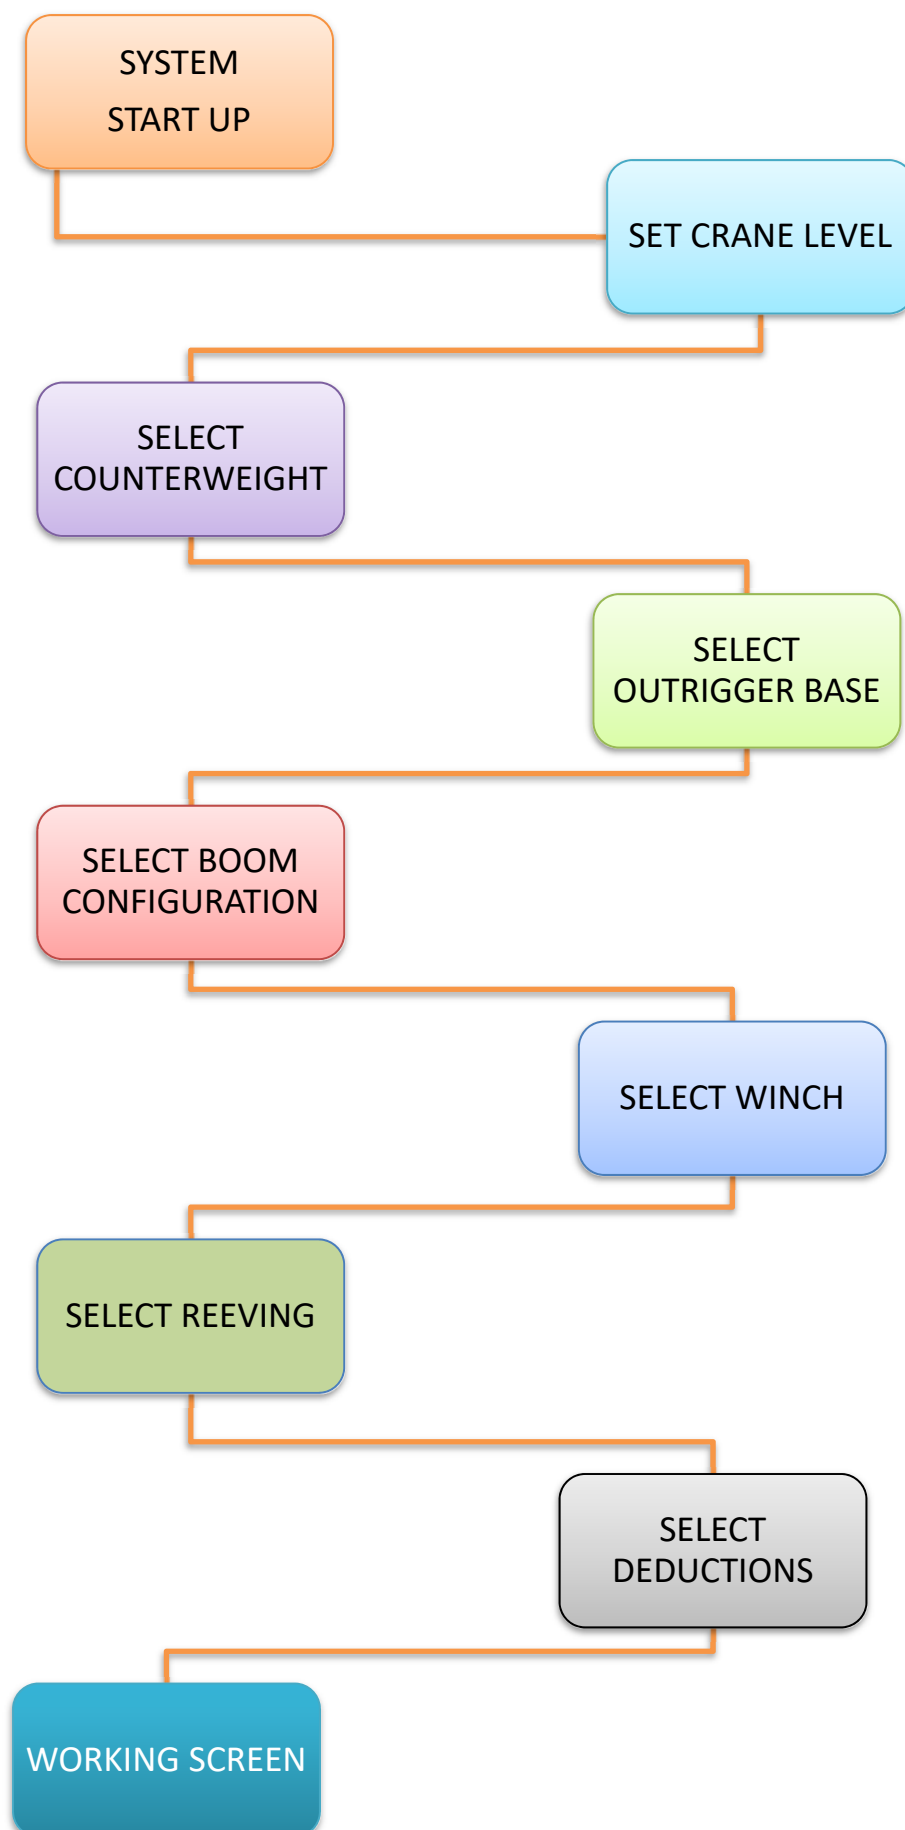 SYSTEM
START UP
SET CRANE LEVEL
SELECT
COUNTERWEIGHT
SELECT
OUTRIGGER BASE
SELECT BOOM
CONFIGURATION
SELECT WINCH
SELECT REEVING
SELECT
DEDUCTIONS
WORKING SCREEN